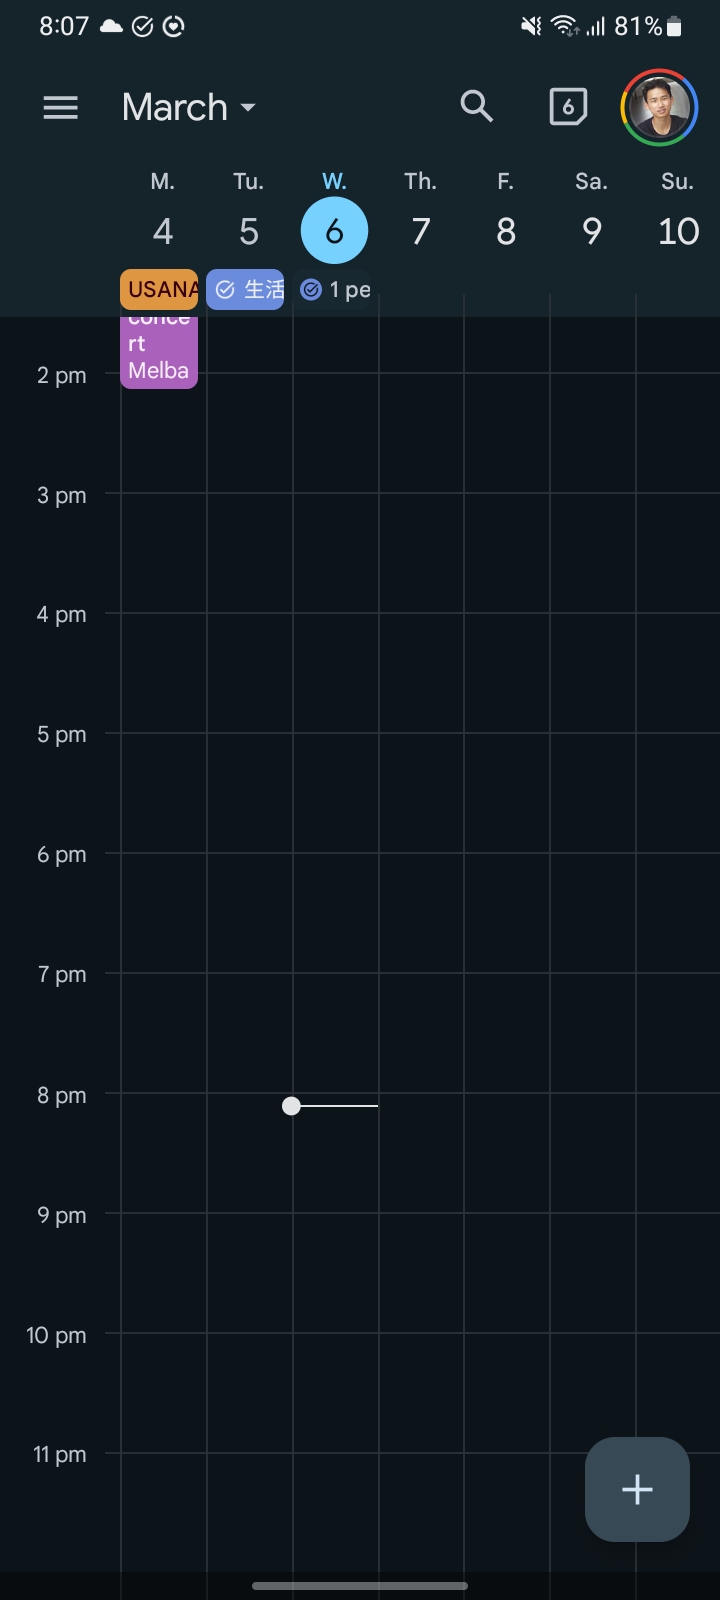 8:07 81%
March 6
M. Tu. W. Th. F. Sa. Su.
4 5 6 7 8 9 10
USANA 生活 1 pe
conce
rt
Melba
2 pm
3 pm
4 pm
5 pm
6 pm
7 pm
8 pm
9 pm
10 pm
11 pm